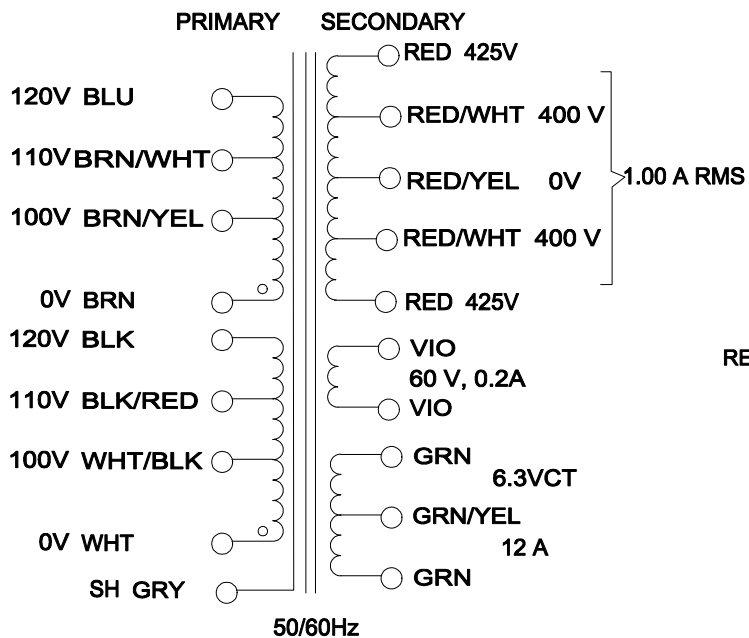 PRIMARY SECONDARY
RED 425V
120V BLU
RED/WHT 400 V
110V BRN/WHT
1.00 A RMS
RED/YEL 0V
100V BRN/YEL
RED/WHT 400 V
0V BRN
RED 425V
120V BLK
VIO
RE
60 V, 0.2A
110V BLK/RED
VIO
100V WHT/BLK
GRN
6.3VCT
GRN/YEL
0V WHT
12 A
GRN
SH GRY
50/60Hz